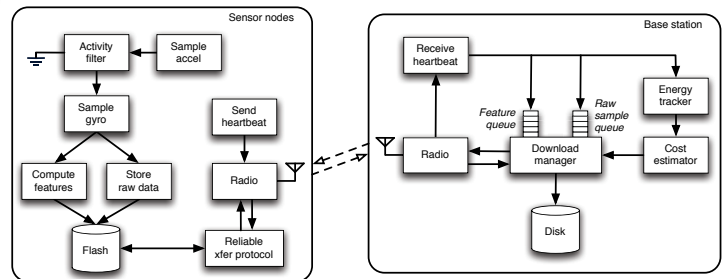 Sensor nodes
Activity
filter
Sample
accel
Sample
gyro
Compute
features
Store
raw data
Flash
Send
heartbeat
Radio
Reliable
xfer protocol
Base station
Receive
heartbeat
Radio
Feature
queue
Raw
sample
queue
Download
manager
Disk
Energy
tracker
Cost
estimator